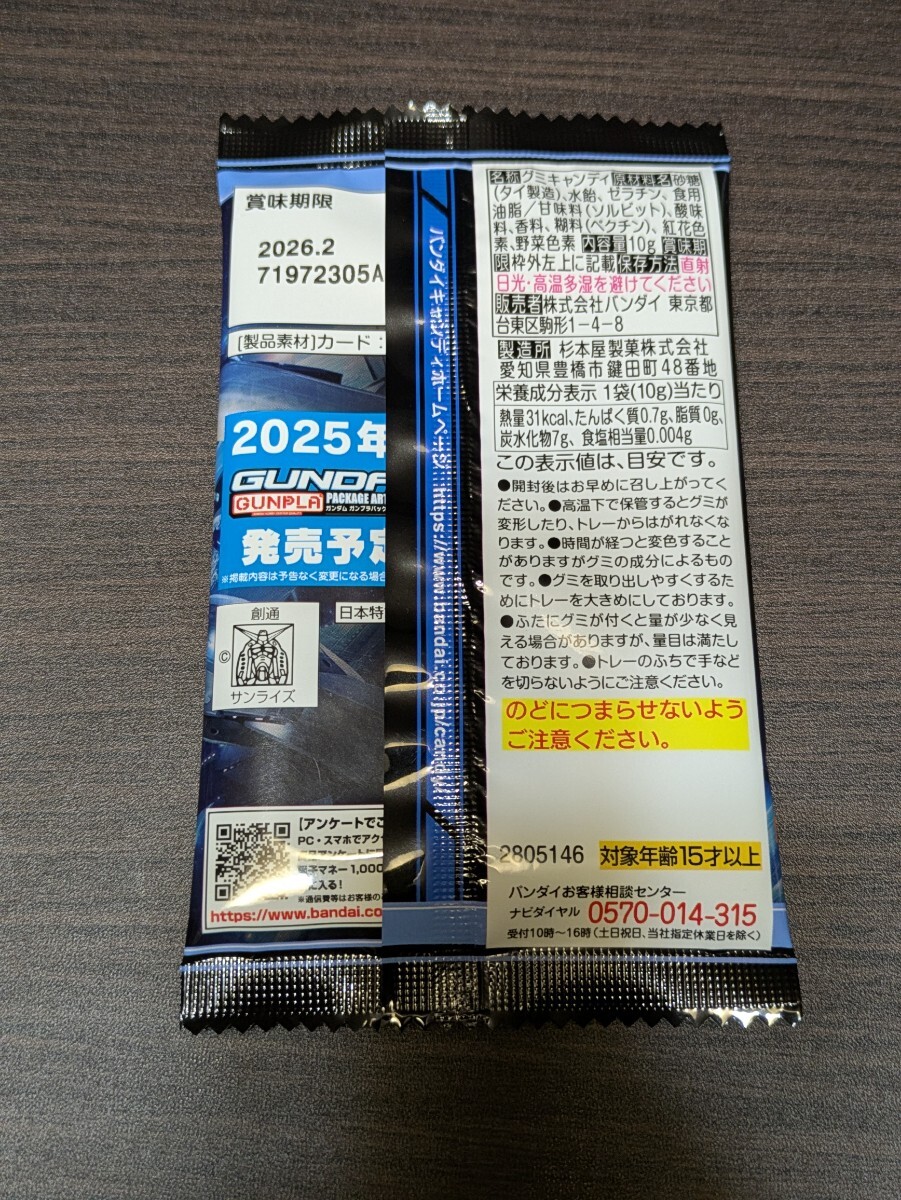 賞味期限
2026.2
71972305A
[製品素材]カード：
2025年
GUNDA
GUNPLA PACKAGE ART
ガンダム ガンプラパック
発売予定
※掲載内容は予告なく変更になる場合
創通
日本特
©
サンライズ
【アンケートでご
PC・スマホでアク
1,000
に入る!
※通信費等はお客様の
https://www.bandai.co
バンダイキャンディホームページ https://www.bandai.co.jp/candy/
名称グミキャンディ原材料名砂糖
(タイ製造)、水飴、ゼラチン、食用
油脂／甘味料(ソルビット)、酸味
料、香料、糊料(ペクチン)、紅花色
素、野菜色素 内容量10g 賞味期
限枠外左上に記載保存方法直射
日光・高温多湿を避けてください
販売者株式会社バンダイ 東京都
台東区駒形1-4-8
製造所 杉本屋製菓株式会社
愛知県豊橋市鍵田町48番地
栄養成分表示 1袋(10g)当たり
熱量31kcal、たんぱく質0.7g、脂質0g、
炭水化物7g、食塩相当量0.004g
この表示値は、目安です。
●開封後はお早めに召し上がってく
ださい。●高温下で保管するとグミが
変形したり、トレーからはがれなくな
ります。●時間が経つと変色すること
がありますがグミの成分によるもの
です。●グミを取り出しやすくするた
めにトレーを大きめにしております。
●ふたにグミが付くと量が少なく見
える場合がありますが、量目は満たし
ております。●トレーのふちで手など
を切らないようにご注意ください。
のどにつまらせないよう
ご注意ください。
2805146 対象年齢15才以上
バンダイお客様相談センター
ナビダイヤル 0570-014-315
受付10時〜16時(土日祝日、当社指定休業日を除く)